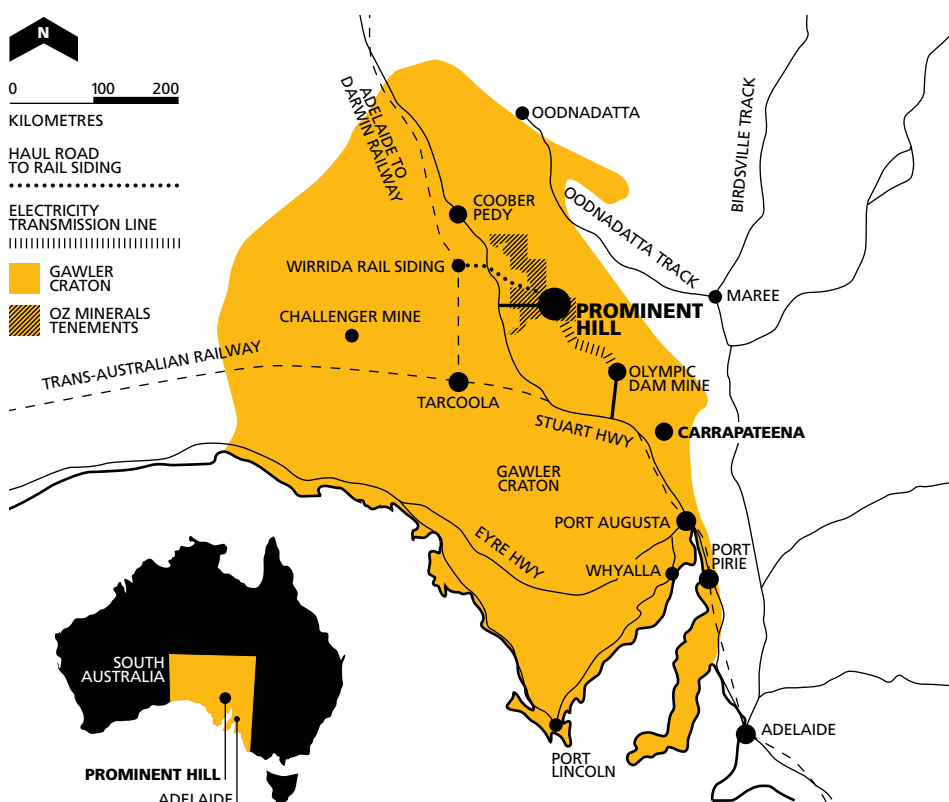 N
0 100 200
KILOMETRES
HAUL ROAD
TO RAIL SIDING
ELECTRICITY
TRANSMISSION LINE
GAWLER
CRATON
OZ MINERALS
TENEMENTS
ADELAIDE TO
DARWIN RAILWAY
OODNADATTA
BIRDSVILLE TRACK
COOBER
PEDY
OODNADATTA TRACK
WIRRIDA RAIL SIDING
MAREE
PROMINENT
HILL
CHALLENGER MINE
TRANS-AUSTRALIAN RAILWAY
OLYMPIC
DAM MINE
TARCOOLA
STUART HWY
CARRAPATEENA
GAWLER
CRATON
PORT AUGUSTA
EYRE HWY
PORT
PIRIE
WHYALLA
SOUTH
AUSTRALIA
ADELAIDE
PORT
LINCOLN
PROMINENT HILL
ADELAIDE